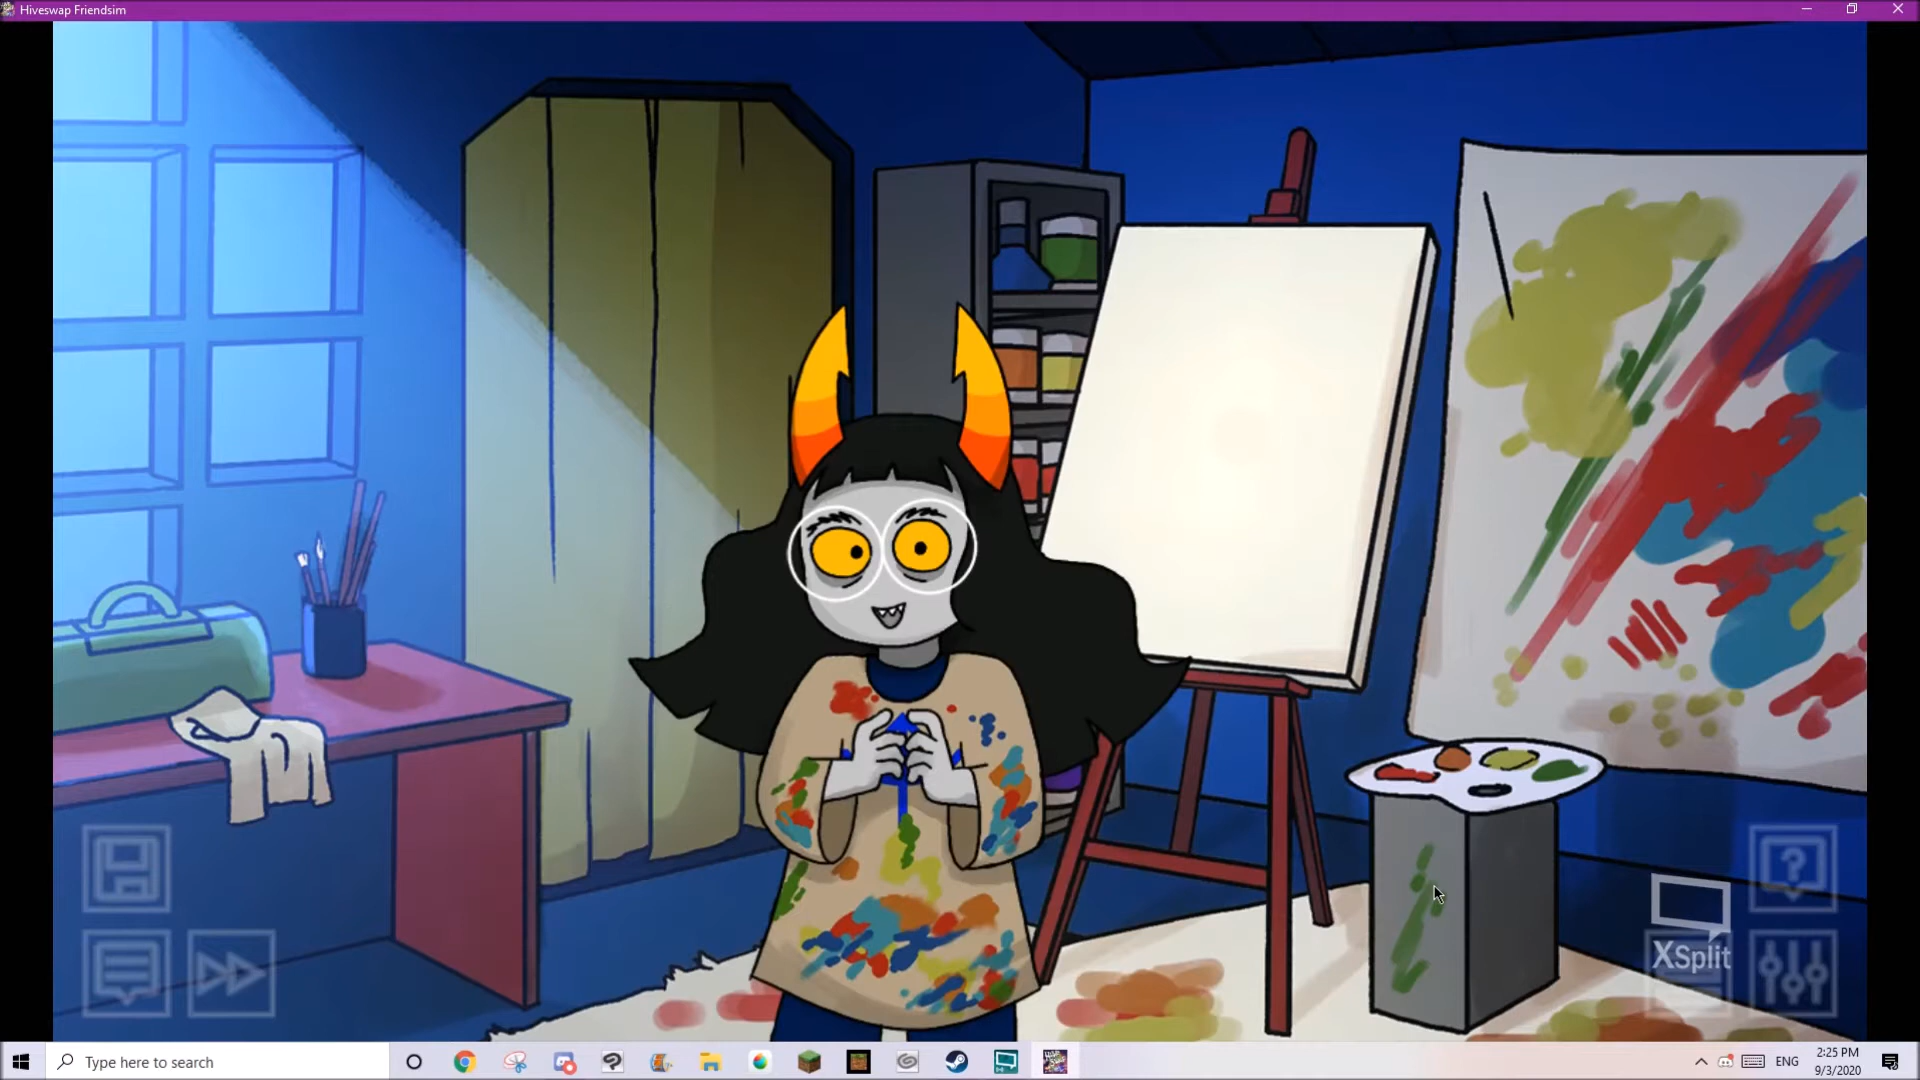 Hiveswap Friendsim
?
XSplit
Type here to search
ENG
2:25 PM
9/3/2020